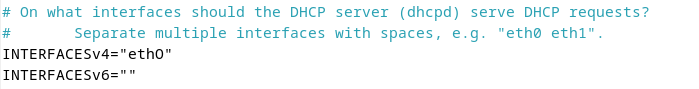 # On what interfaces should the DHCP server (dhcpd) serve DHCP requests?
#       Separate multiple interfaces with spaces, e.g. "eth0 eth1".
INTERFACESv4="ethO"
INTERFACESv6=""